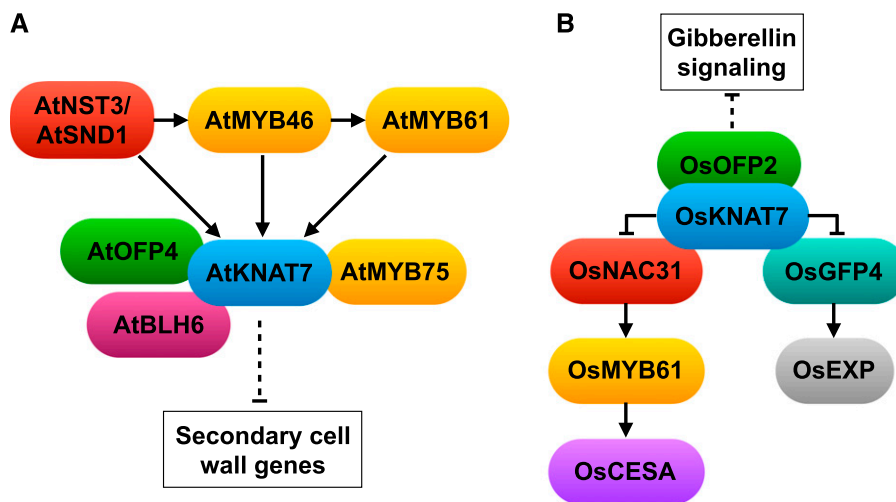 A
AtNST3/
AtSND1
AtMYB46
AtMYB61
AtOFP4
AtKNAT7
AtMYB75
AtBLH6
Secondary cell
wall genes
B
Gibberellin
signaling
OsOFP2
OsKNAT7
OsNAC31
OsGFP4
OsMYB61
OsEXP
OsCESA